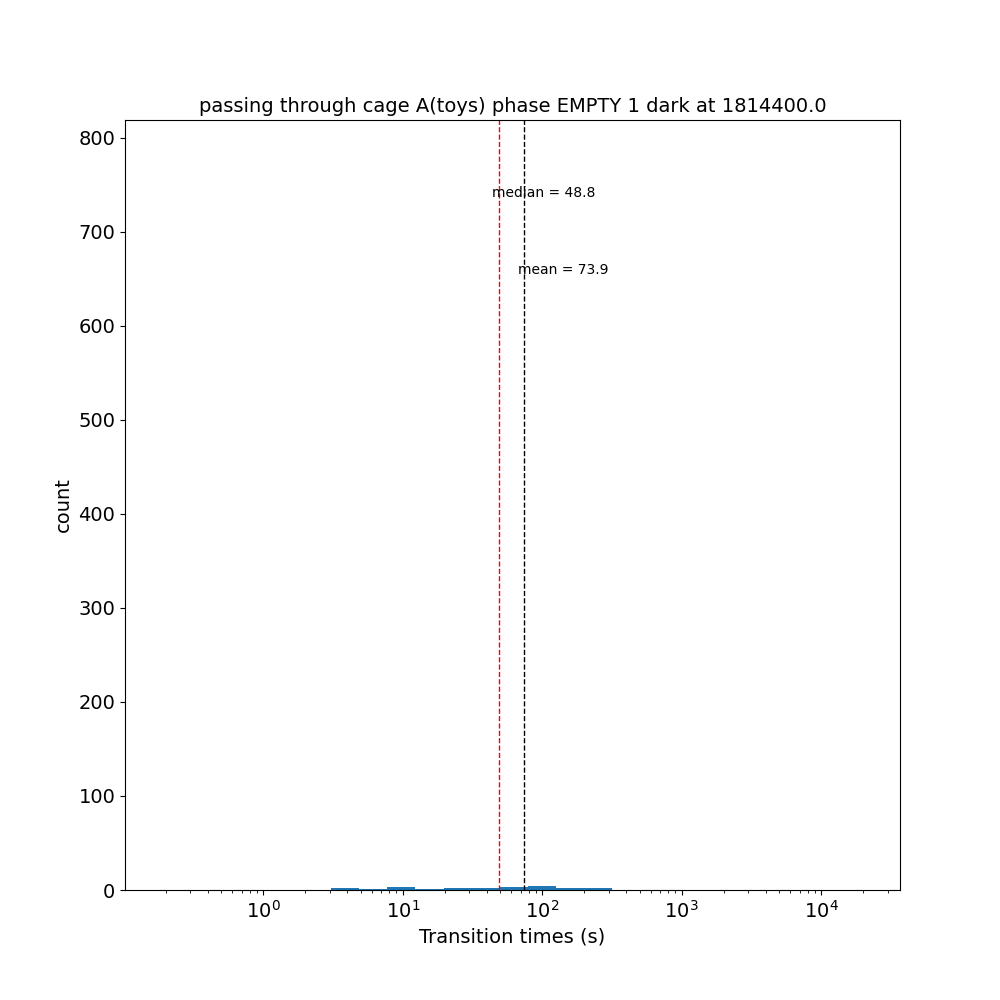 passing through cage A(toys) phase EMPTY 1 dark at 1814400.0
800
median = 48.8
700
mean = 73.9
600
500
count
400
300
200
100
0
10⁰ 10¹ 10² 10³ 10⁴
Transition times (s)